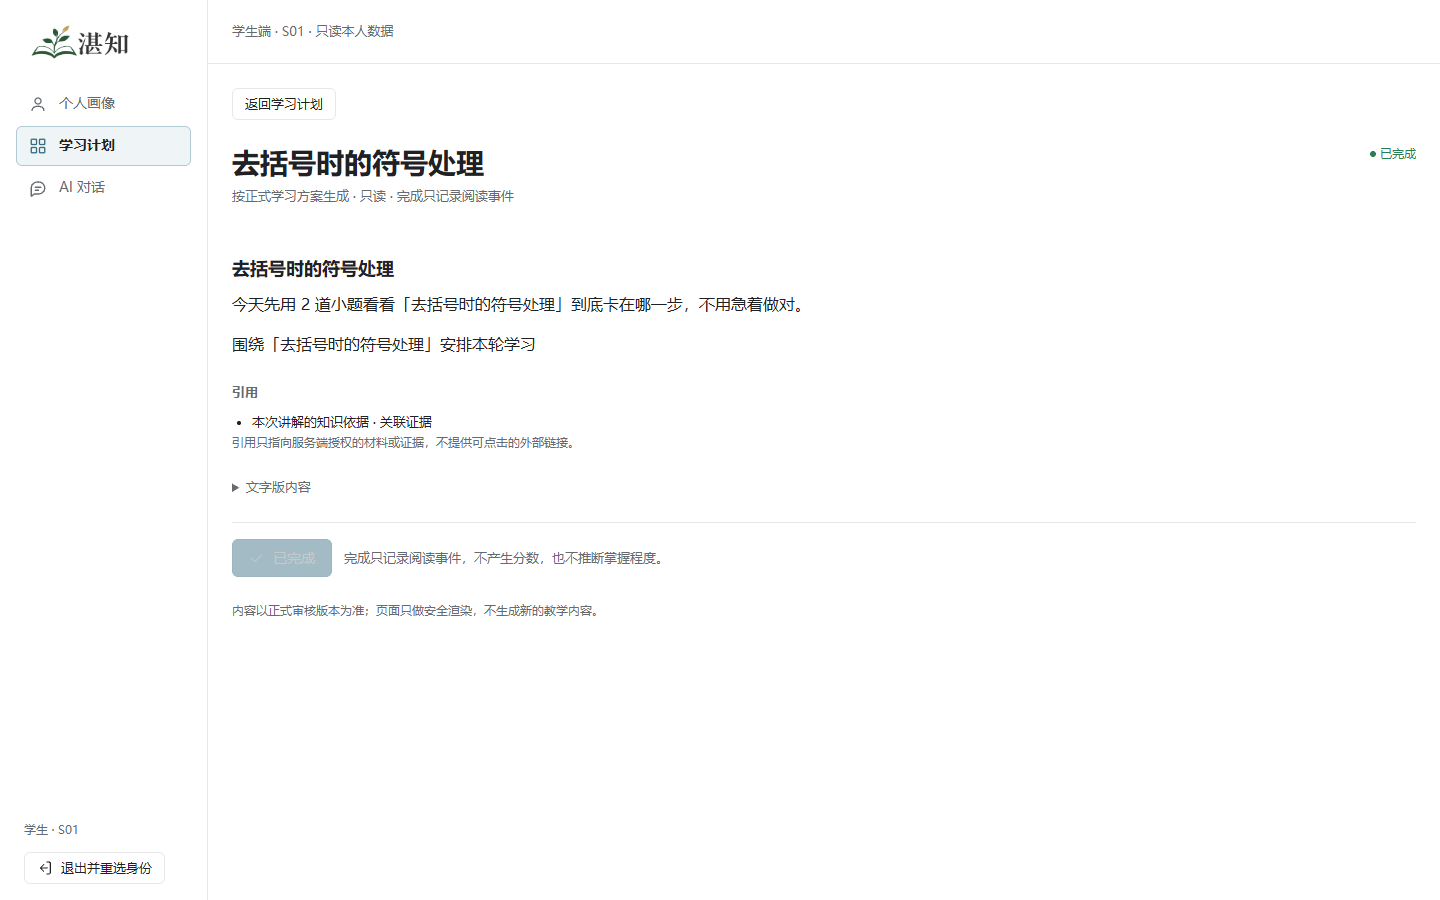 湛知
个人画像
学习计划
AI 对话
学生 · S01
退出并重选身份
学生端 · S01 · 只读本人数据
返回学习计划
去括号时的符号处理
已完成
按正式学习方案生成 · 只读 · 完成只记录阅读事件
去括号时的符号处理
今天先用 2 道小题看看「去括号时的符号处理」到底卡在哪一步，不用急着做对。
围绕「去括号时的符号处理」安排本轮学习
引用
本次讲解的知识依据 · 关联证据
引用只指向服务端授权的材料或证据，不提供可点击的外部链接。
文字版内容
已完成 完成只记录阅读事件，不产生分数，也不推断掌握程度。
内容以正式审核版本为准；页面只做安全渲染，不生成新的教学内容。